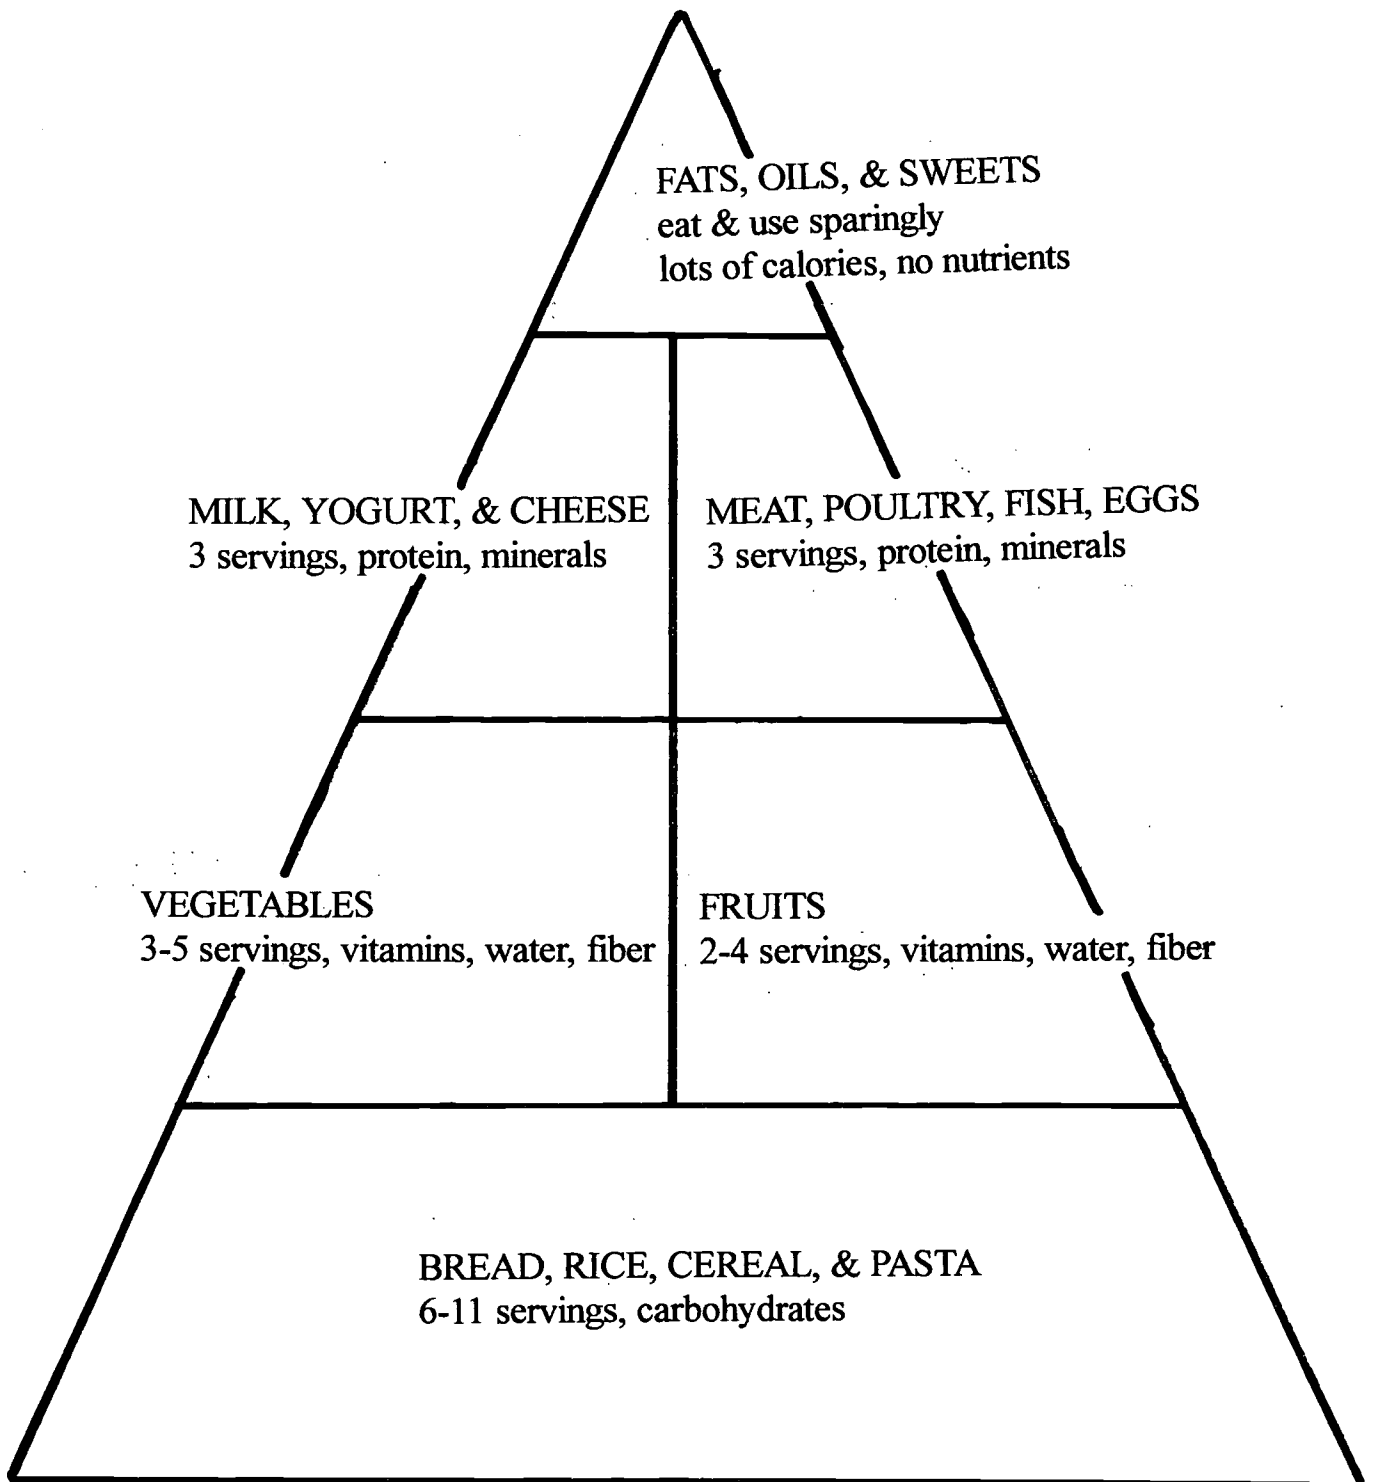 FATS, OILS, & SWEETS
eat & use sparingly
lots of calories, no nutrients
MILK, YOGURT, & CHEESE
3 servings, protein, minerals
MEAT, POULTRY, FISH, EGGS
3 servings, protein, minerals
VEGETABLES
3-5 servings, vitamins, water, fiber
FRUITS
2-4 servings, vitamins, water, fiber
BREAD, RICE, CEREAL, & PASTA
6-11 servings, carbohydrates